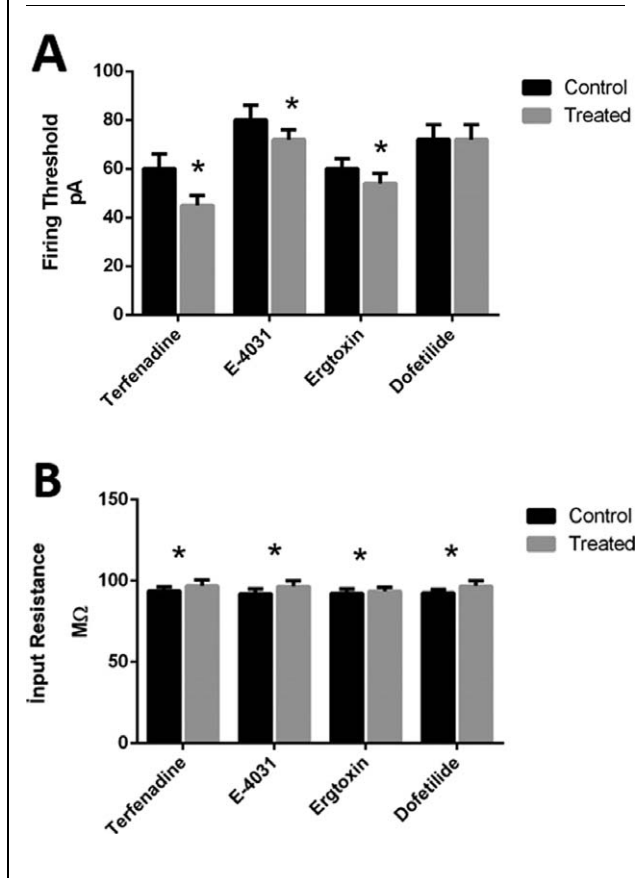 A
100
80
60
40
20
0
Firing Threshold
pA
*
*
*
Control
Treated
Terfenadine
E-4031
Ergtoxin
Dofetilide
B
150
100
50
0
input Resistance
MΩ
*
*
*
*
Control
Treated
Terfenadine
E-4031
Ergtoxin
Dofetilide